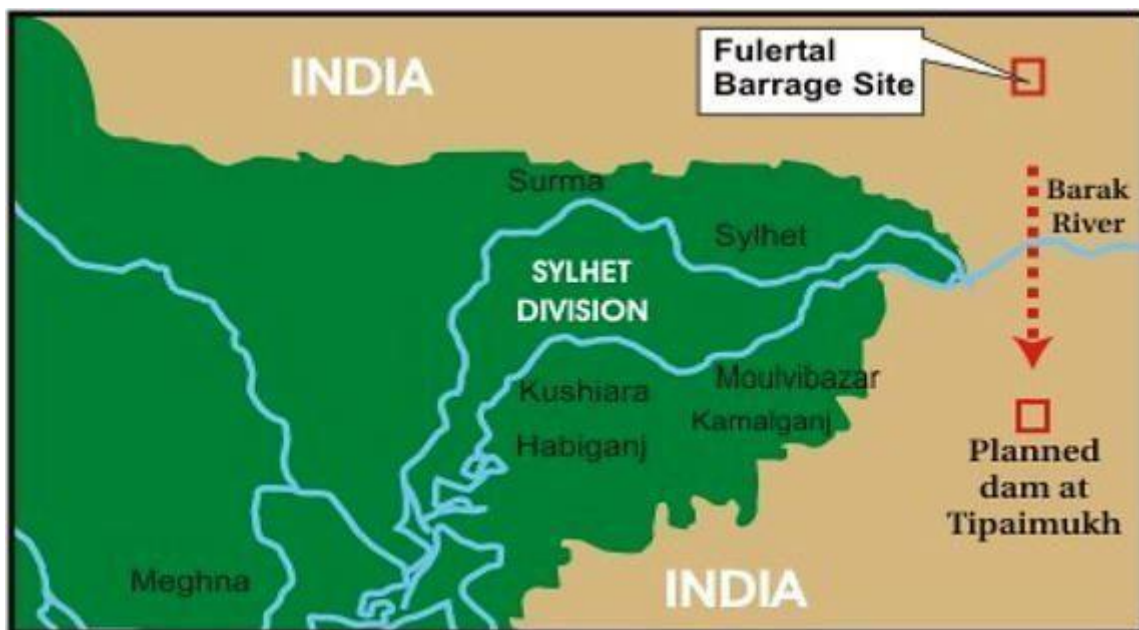 INDIA
Fulertal
Barrage Site
Surma
Sylhet
Barak
River
SYLHET
DIVISION
Kushiara
Moulvibazar
Kamalganj
Habiganj
Planned
dam at
Tipaimukh
Meghna
INDIA